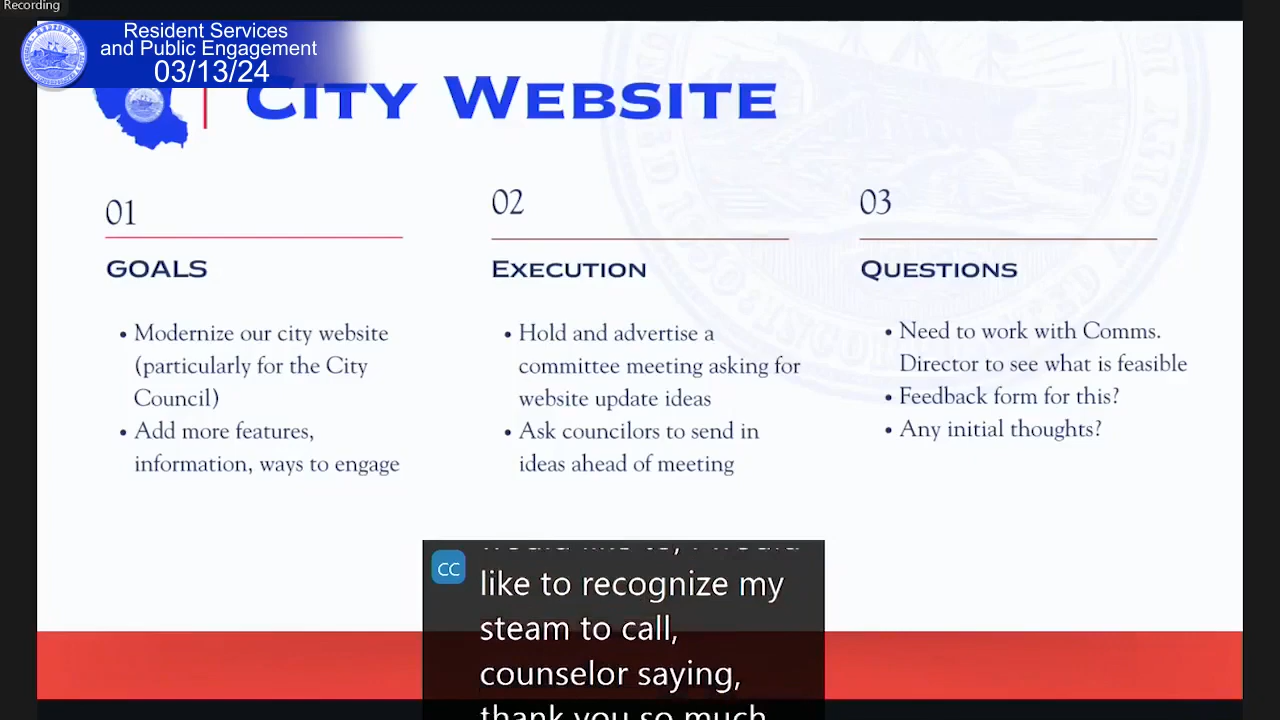 Recording
Resident Services
and Public Engagement
03/13/24
CITY WEBSITE
01
GOALS
• Modernize our city website
(particularly for the City
Council)
• Add more features,
information, ways to engage
02
EXECUTION
• Hold and advertise a
committee meeting asking for
website update ideas
• Ask councilors to send in
ideas ahead of meeting
03
QUESTIONS
• Need to work with Comms.
Director to see what is feasible
• Feedback form for this?
• Any initial thoughts?
CC
like to recognize my
steam to call,
counselor saying,
thank you so much